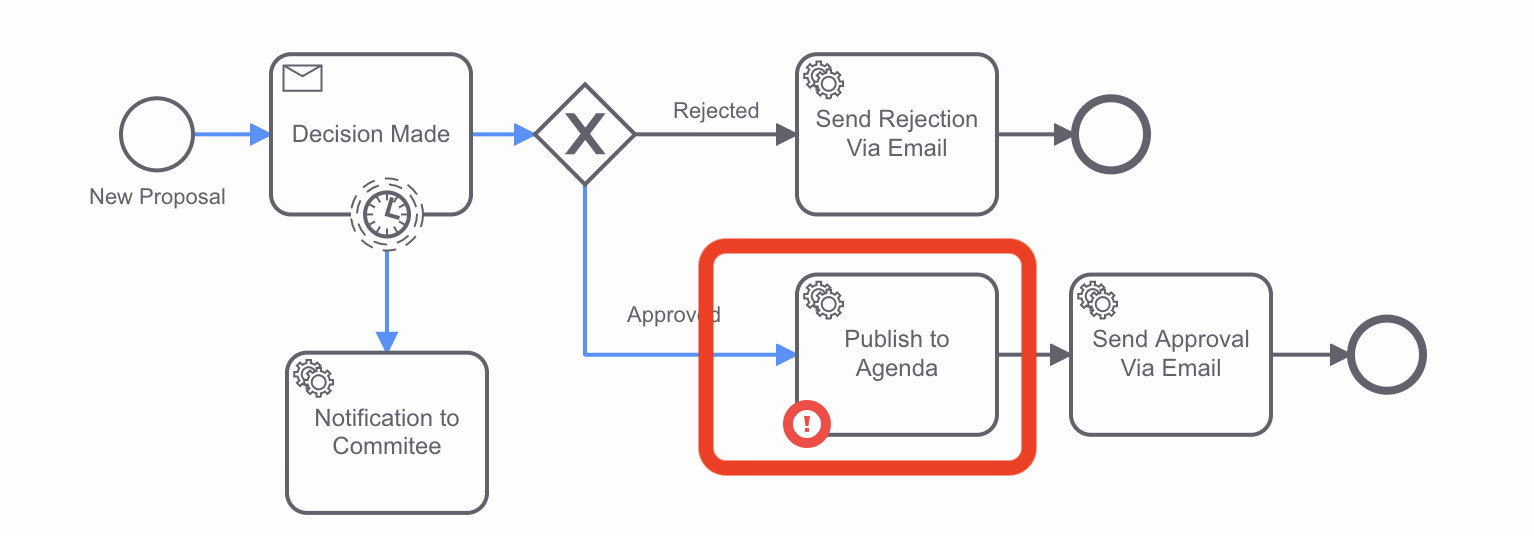 Rejected
Decision Made
Send Rejection
Via Email
New Proposal
Approved
Publish to
Agenda
Send Approval
Via Email
Notification to
Commitee